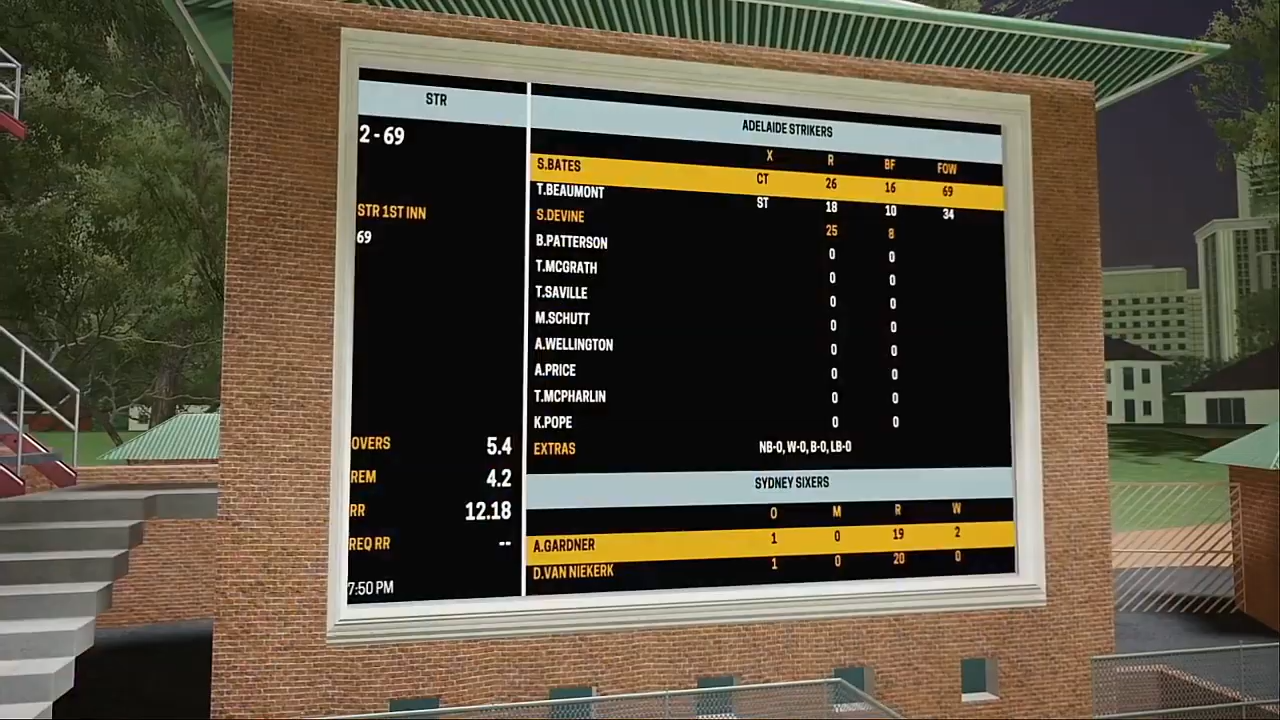 STR
2 - 69
STR 1ST INN
69
OVERS 5.4
REM 4.2
RR 12.18
REQ RR --
7:50 PM
ADELAIDE STRIKERS
X R BF FOW
S.BATES CT 26 16 69
T.BEAUMONT ST 18 10 34
S.DEVINE 25 8
B.PATTERSON 0 0
T.MCGRATH 0 0
T.SAVILLE 0 0
M.SCHUTT 0 0
A.WELLINGTON 0 0
A.PRICE 0 0
T.MCPHARLIN 0 0
K.POPE 0 0
EXTRAS NB-0, W-0, B-0, LB-0
SYDNEY SIXERS
O M R W
A.GARDNER 1 0 19 2
D.VAN NIEKERK 1 0 20 0